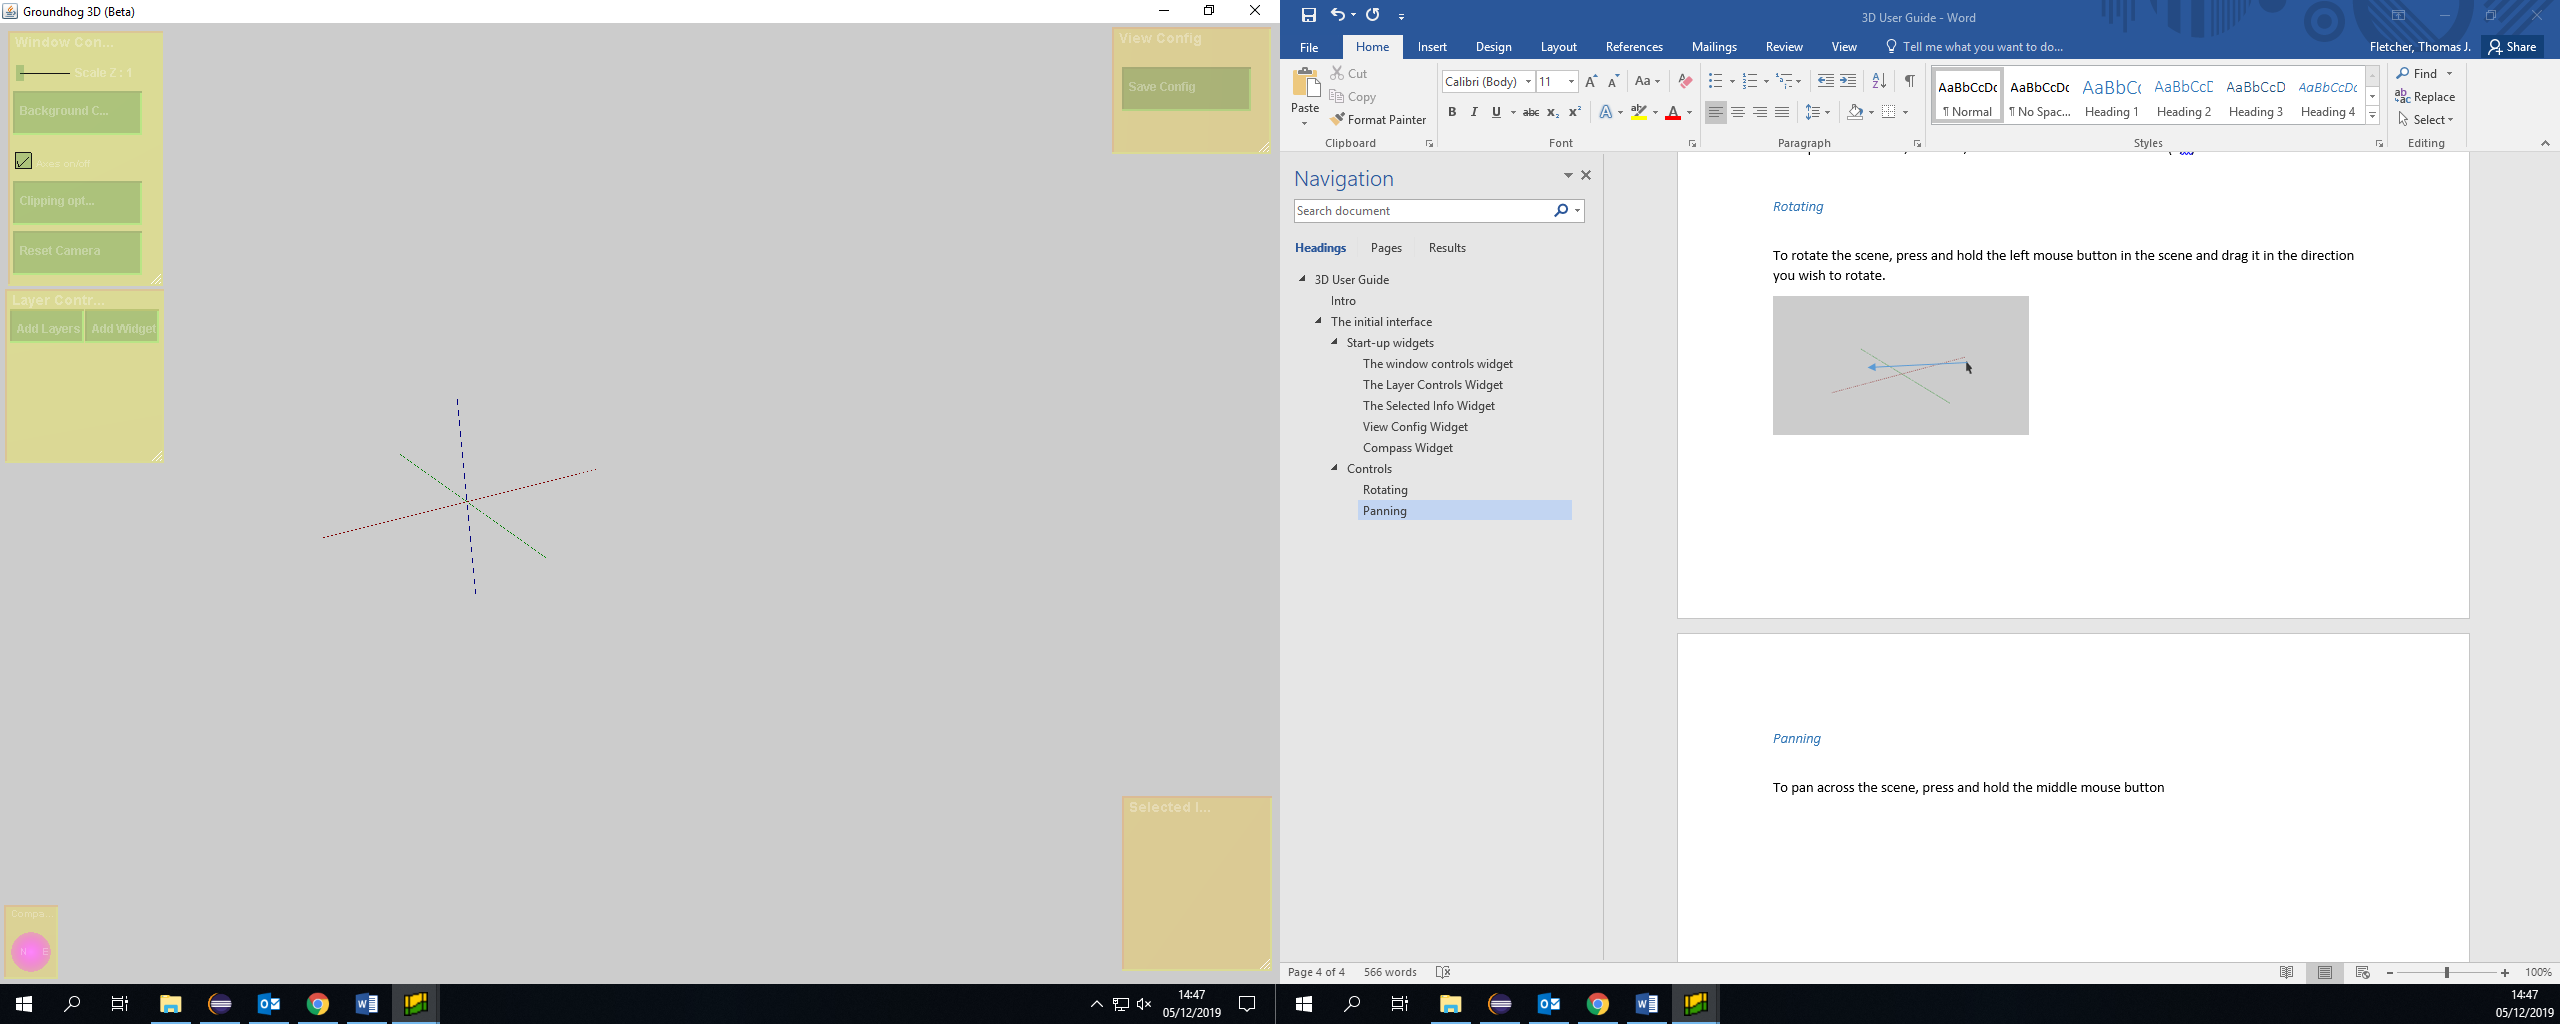 Groundhog 3D (Beta)
Window Con...
Scale Z : 1
Background C...
Axes on/off
Clipping opt...
Reset Camera
Layer Contr...
Add Layers
Add Widget
View Config
Save Config
Selected I...
Compa...
N E
14:47
05/12/2019
3D User Guide - Word
File
Home
Insert
Design
Layout
References
Mailings
Review
View
Tell me what you want to do...
Fletcher, Thomas J.
Share
Paste
Cut
Copy
Format Painter
Clipboard
Calibri (Body)
11
Font
Paragraph
AaBbCcDc
¶ Normal
AaBbCcDc
¶ No Spac...
AaBbC(
Heading 1
AaBbCcE
Heading 2
AaBbCcD
Heading 3
AaBbCcDc
Heading 4
Styles
Find
Replace
Select
Editing
Navigation
Search document
Headings
Pages
Results
3D User Guide
Intro
The initial interface
Start-up widgets
The window controls widget
The Layer Controls Widget
The Selected Info Widget
View Config Widget
Compass Widget
Controls
Rotating
Panning
Rotating
To rotate the scene, press and hold the left mouse button in the scene and drag it in the direction
you wish to rotate.
Panning
To pan across the scene, press and hold the middle mouse button
Page 4 of 4
566 words
100%
14:47
05/12/2019